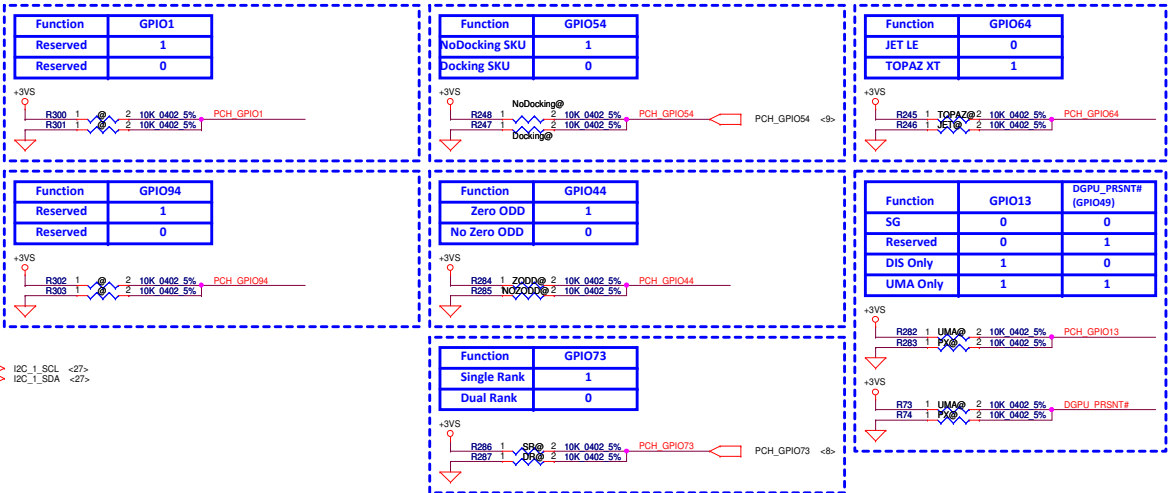 Function GPIO1
Reserved 1
Reserved 0
+3VS
R300 1 @ 2 10K_0402_5% PCH_GPIO1
R301 1 @ 2 10K_0402_5%
Function GPIO54
NoDocking SKU 1
Docking SKU 0
+3VS
NoDocking@
R248 1 2 10K_0402_5% PCH_GPIO54 PCH_GPIO54 <9>
R247 1 2 10K_0402_5%
Docking@
Function GPIO64
JET LE 0
TOPAZ XT 1
+3VS
R245 1 TOPAZ@ 2 10K_0402_5% PCH_GPIO64
R246 1 JET@ 2 10K_0402_5%
Function GPIO94
Reserved 1
Reserved 0
+3VS
R302 1 @ 2 10K_0402_5% PCH_GPIO94
R303 1 @ 2 10K_0402_5%
Function GPIO44
Zero ODD 1
No Zero ODD 0
+3VS
R284 1 ZODD@ 2 10K_0402_5% PCH_GPIO44
R285 1 NOZODD@ 2 10K_0402_5%
Function GPIO13 DGPU_PRSNT#
(GPIO49)
SG 0 0
Reserved 0 1
DIS Only 1 0
UMA Only 1 1
+3VS
R282 1 UMA@ 2 10K_0402_5% PCH_GPIO13
R283 1 PX@ 2 10K_0402_5%
+3VS
R73 1 UMA@ 2 10K_0402_5% DGPU_PRSNT#
R74 1 PX@ 2 10K_0402_5%
I2C_1_SCL <27>
I2C_1_SDA <27>
Function GPIO73
Single Rank 1
Dual Rank 0
+3VS
R286 1 SR@ 2 10K_0402_5% PCH_GPIO73 PCH_GPIO73 <8>
R287 1 DR@ 2 10K_0402_5%